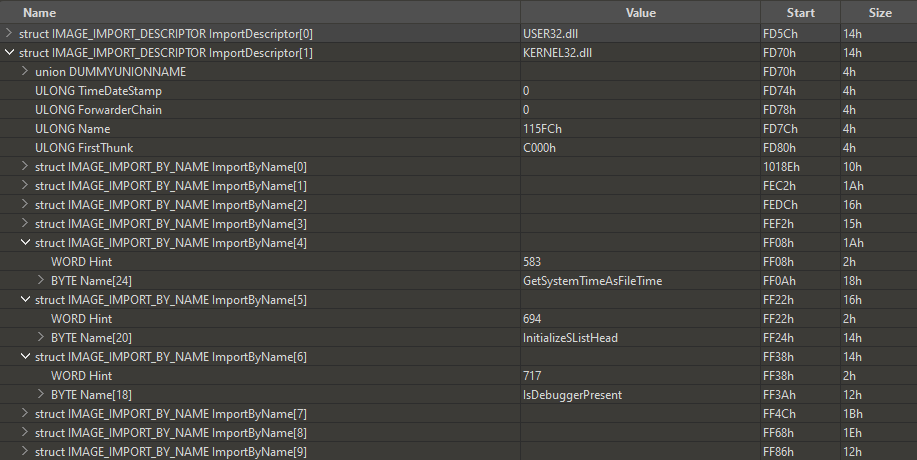 Name Value Start Size
struct IMAGE_IMPORT_DESCRIPTOR ImportDescriptor[0] USER32.dll FD5Ch 14h
struct IMAGE_IMPORT_DESCRIPTOR ImportDescriptor[1] KERNEL32.dll FD70h 14h
union DUMMYUNIONNAME FD70h 4h
ULONG TimeDateStamp 0 FD74h 4h
ULONG ForwarderChain 0 FD78h 4h
ULONG Name 115FCh FD7Ch 4h
ULONG FirstThunk C000h FD80h 4h
struct IMAGE_IMPORT_BY_NAME ImportByName[0] 1018Eh 10h
struct IMAGE_IMPORT_BY_NAME ImportByName[1] FEC2h 1Ah
struct IMAGE_IMPORT_BY_NAME ImportByName[2] FEDCh 16h
struct IMAGE_IMPORT_BY_NAME ImportByName[3] FEF2h 15h
struct IMAGE_IMPORT_BY_NAME ImportByName[4] FF08h 1Ah
WORD Hint 583 FF08h 2h
BYTE Name[24] GetSystemTimeAsFileTime FF0Ah 18h
struct IMAGE_IMPORT_BY_NAME ImportByName[5] FF22h 16h
WORD Hint 694 FF22h 2h
BYTE Name[20] InitializeSListHead FF24h 14h
struct IMAGE_IMPORT_BY_NAME ImportByName[6] FF38h 14h
WORD Hint 717 FF38h 2h
BYTE Name[18] IsDebuggerPresent FF3Ah 12h
struct IMAGE_IMPORT_BY_NAME ImportByName[7] FF4Ch 1Bh
struct IMAGE_IMPORT_BY_NAME ImportByName[8] FF68h 1Eh
struct IMAGE_IMPORT_BY_NAME ImportByName[9] FF86h 12h